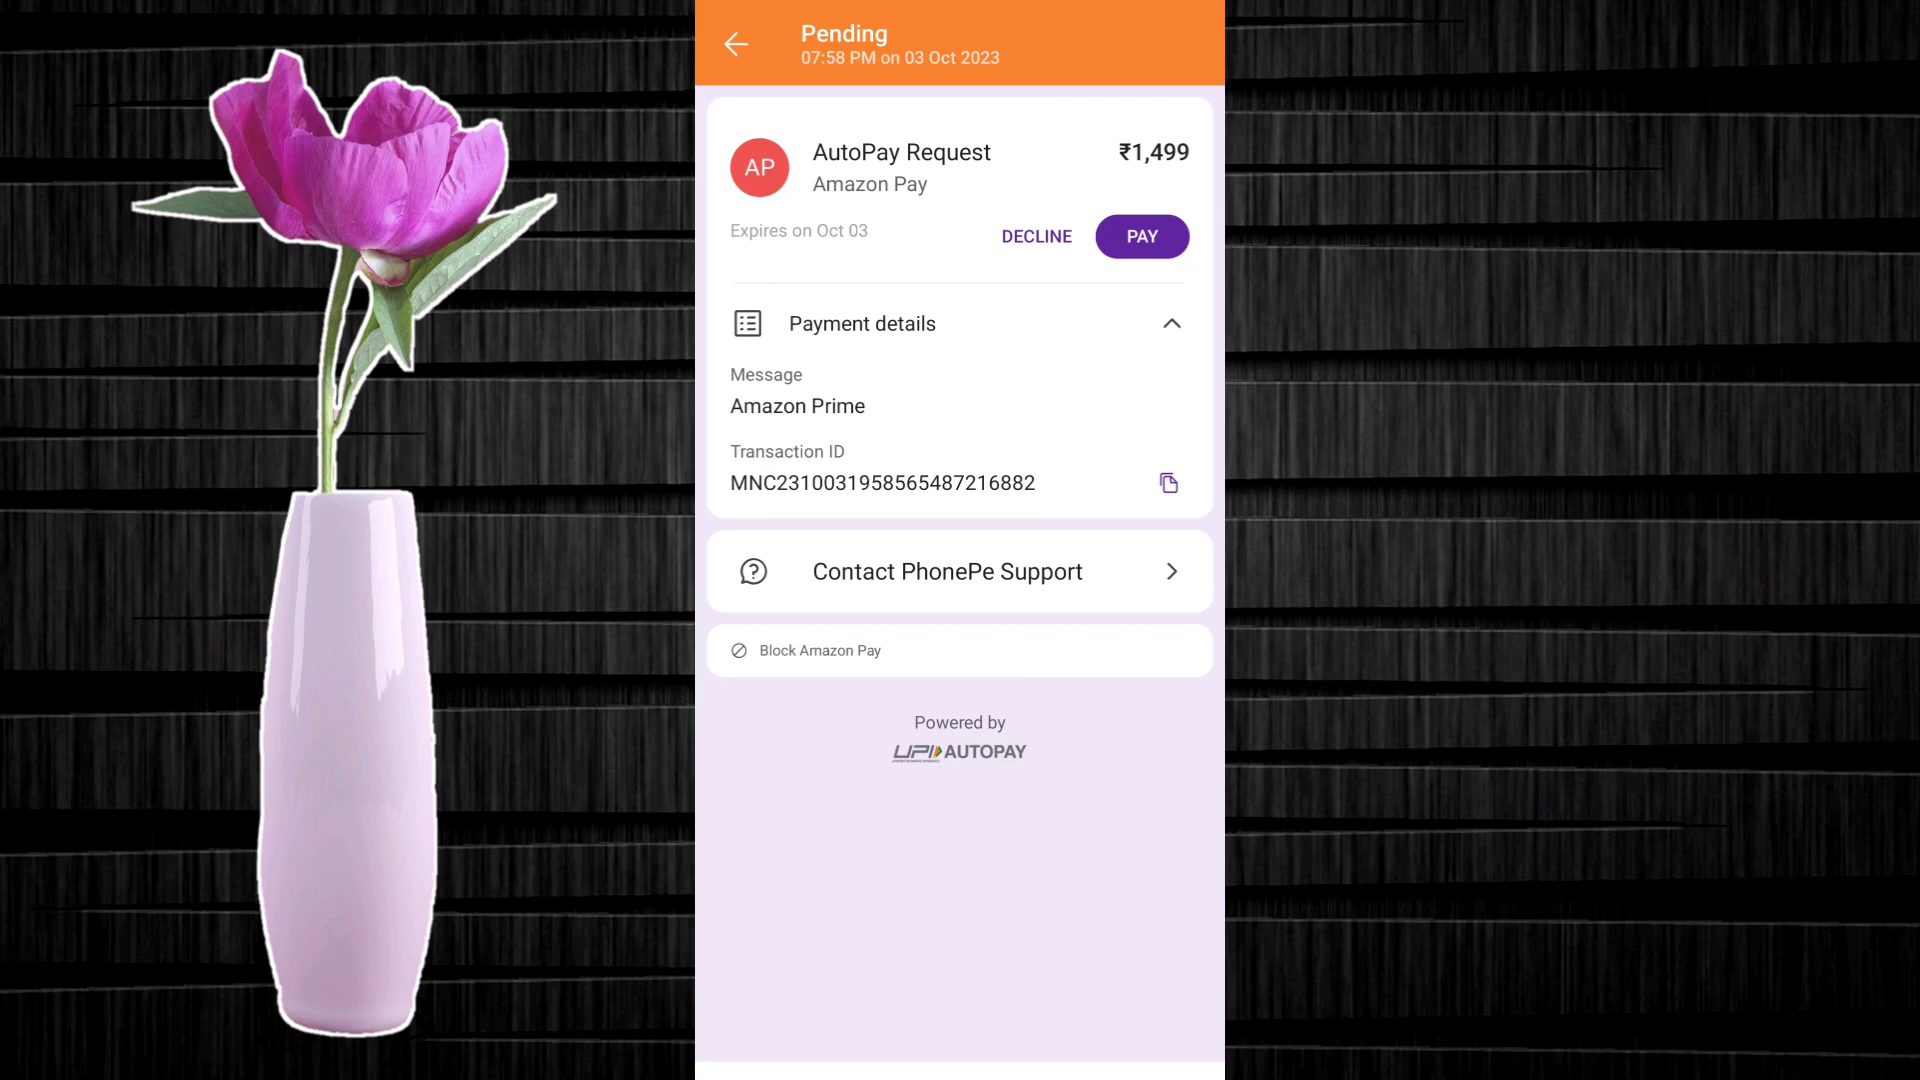 Pending
07:58 PM on 03 Oct 2023
AP
AutoPay Request
₹1,499
Amazon Pay
Expires on Oct 03
DECLINE
PAY
Payment details
Message
Amazon Prime
Transaction ID
MNC2310031958565487216882
Contact PhonePe Support
Block Amazon Pay
Powered by
UPI AUTOPAY